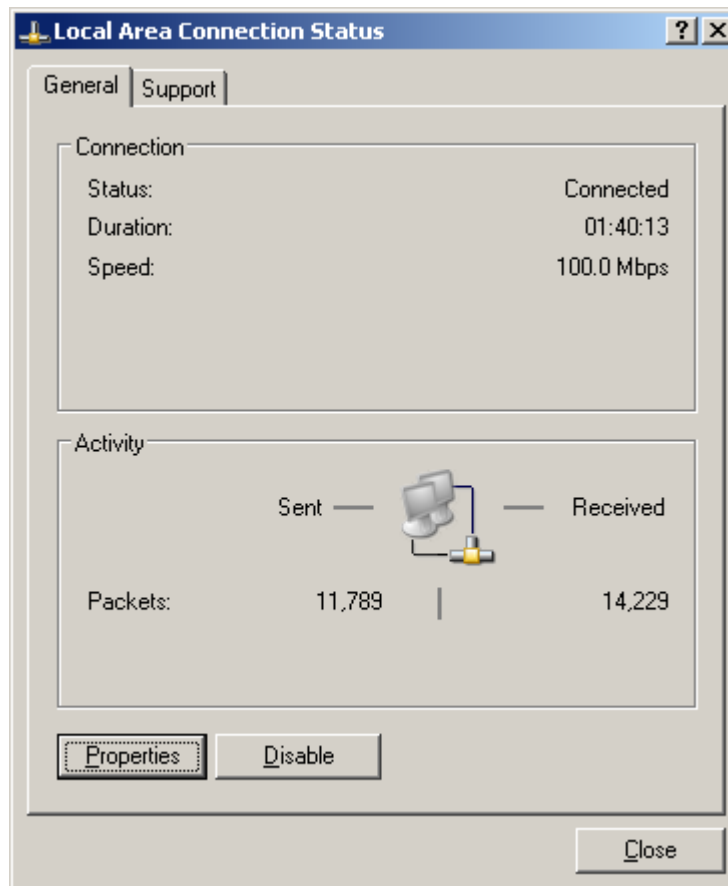 Local Area Connection Status
General Support
Connection
Status: Connected
Duration: 01:40:13
Speed: 100.0 Mbps
Activity
Sent Received
Packets: 11,789 14,229
Properties Disable
Close